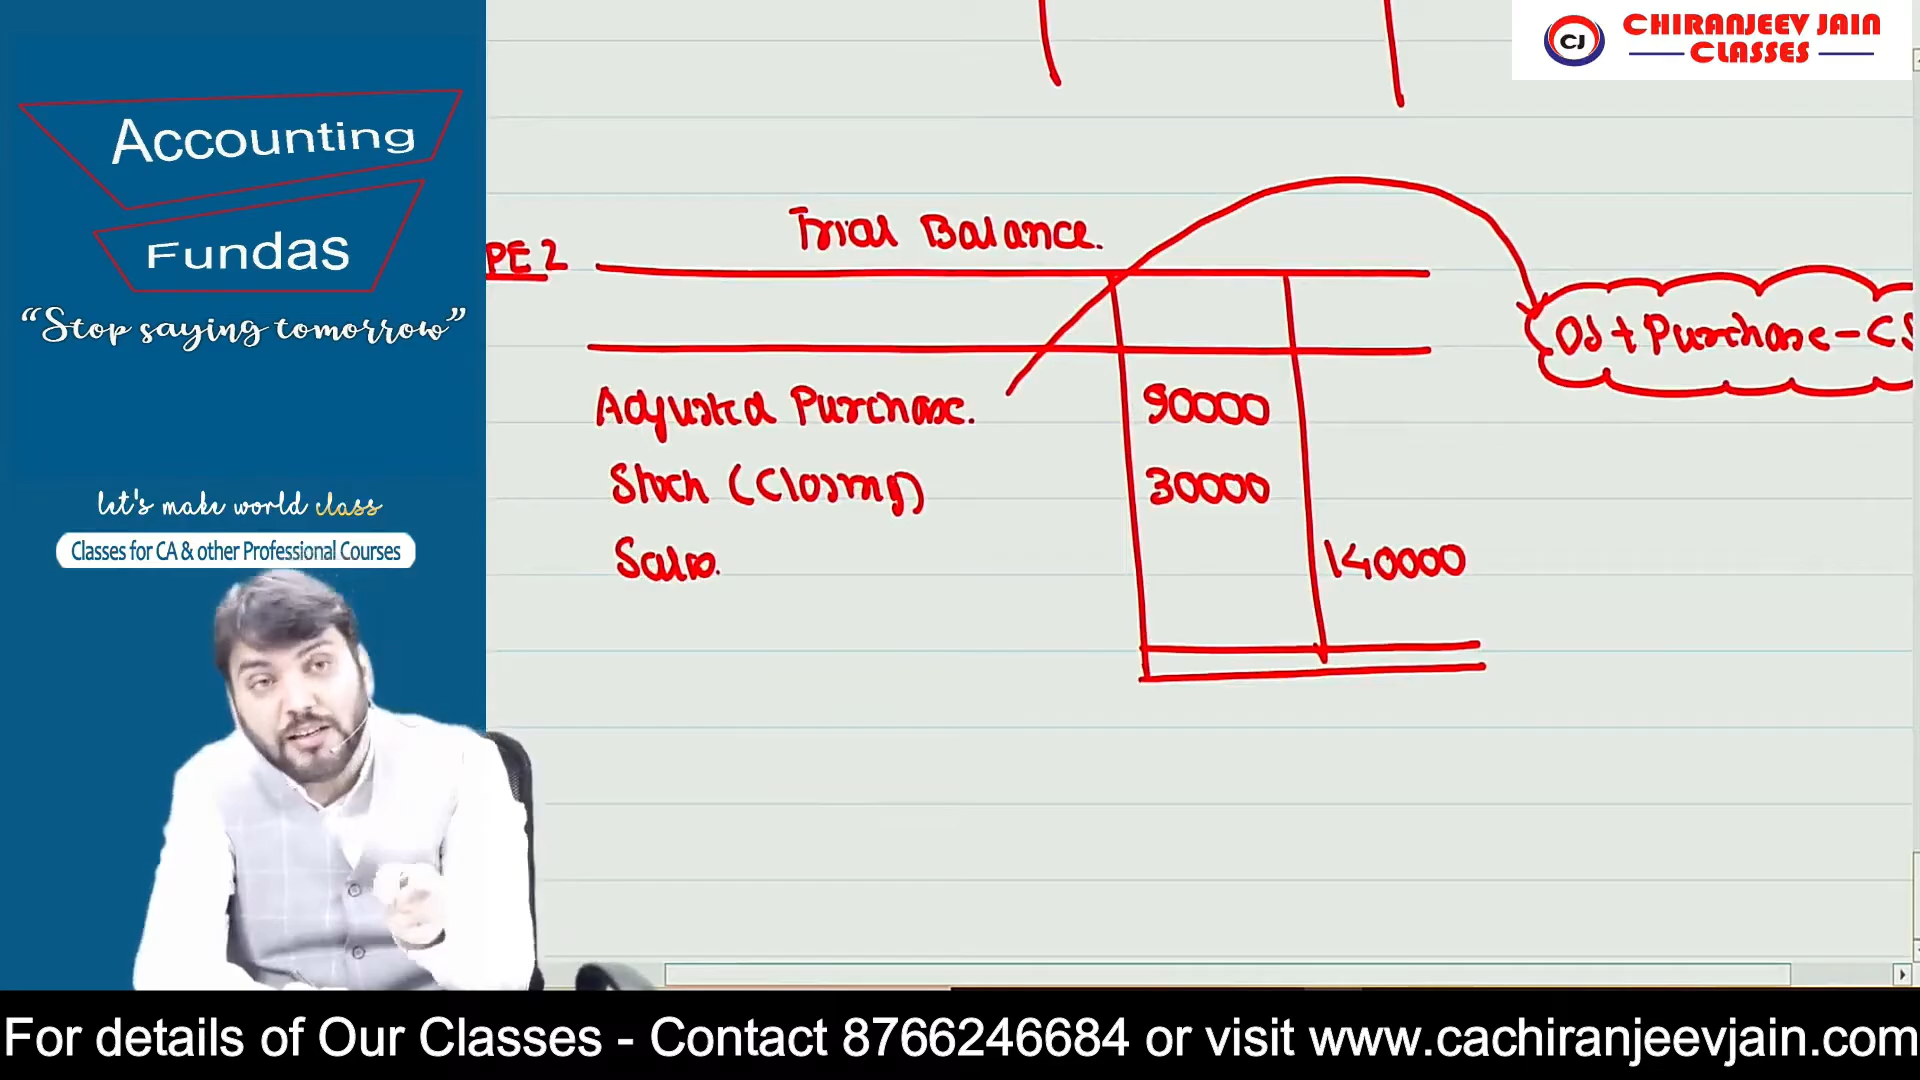 CHIRANJEEV JAIN
CJ
CLASSES
Accounting
Fundas
"Stop saying tomorrow"
let's make world class
Classes for CA & other Professional Courses
PE 2
Trial Balance.
OS + Purchase - CS
Adjusted Purchase. 90000
Stock (Closing) 30000
Sales. 140000
For details of Our Classes - Contact 8766246684 or visit www.cachiranjeevjain.com